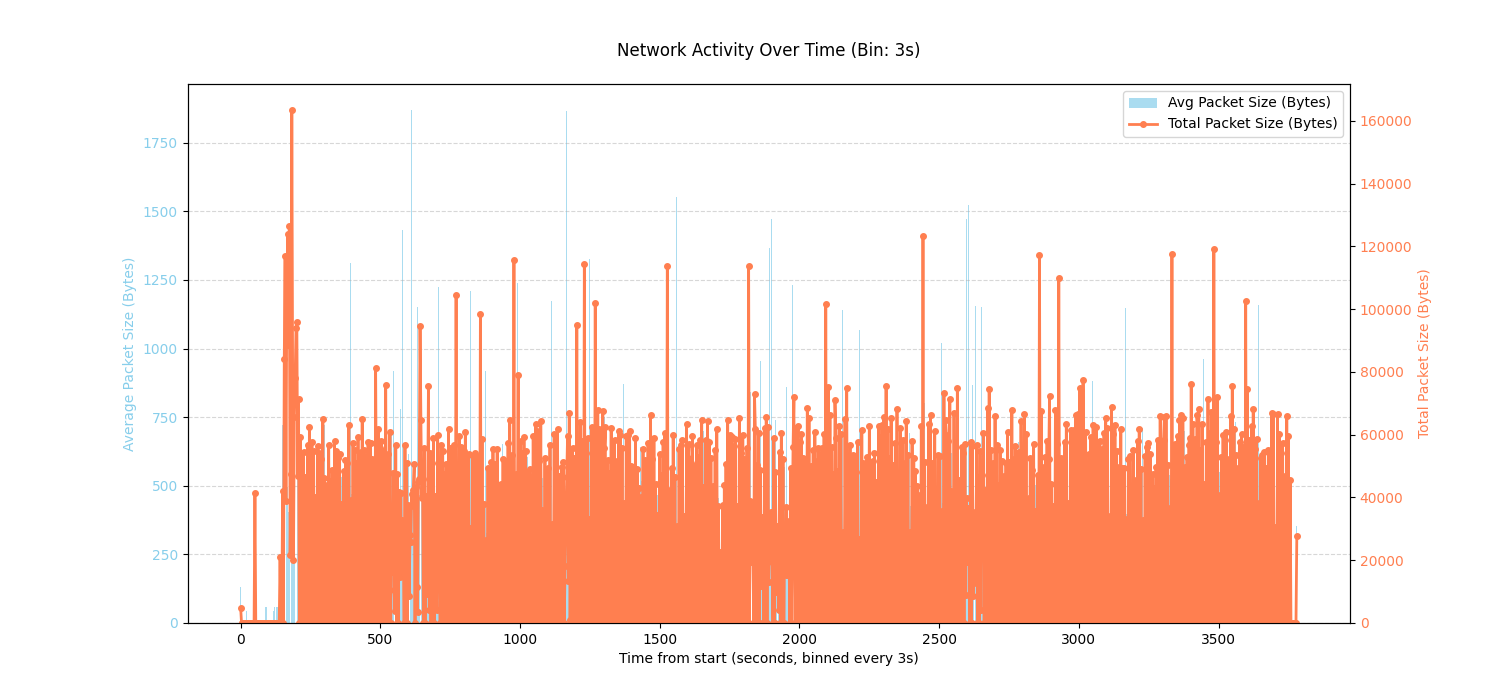 Network Activity Over Time (Bin: 3s)
Avg Packet Size (Bytes)
Total Packet Size (Bytes)
Average Packet Size (Bytes)
1750
1500
1250
1000
750
500
250
0
160000
140000
120000
100000
80000
60000
40000
20000
0
Total Packet Size (Bytes)
0 500 1000 1500 2000 2500 3000 3500
Time from start (seconds, binned every 3s)